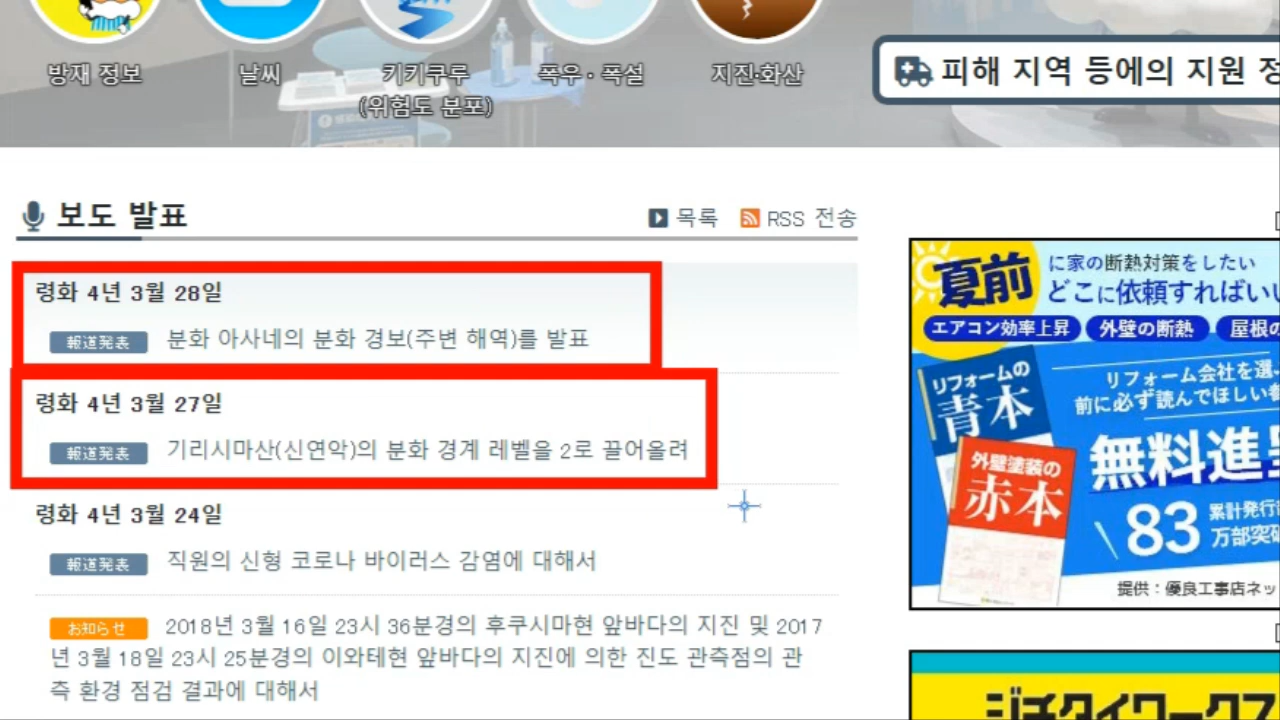 방재 정보
날씨
키키쿠루
(위험도 분포)
폭우 · 폭설
지진·화산
피해 지역 등에의 지원 정
보도 발표
목록
RSS 전송
령화 4년 3월 28일
報道発表 분화 아사네의 분화 경보(주변 해역)를 발표
령화 4년 3월 27일
報道発表 기리시마산(신연악)의 분화 경계 레벨을 2로 끌어올려
령화 4년 3월 24일
報道発表 직원의 신형 코로나 바이러스 감염에 대해서
お知らせ 2018년 3월 16일 23시 36분경의 후쿠시마현 앞바다의 지진 및 2017
년 3월 18일 23시 25분경의 이와테현 앞바다의 지진에 의한 진도 관측점의 관
측 환경 점검 결과에 대해서
夏前
に家の断熱対策をしたい
どこに依頼すればいい
エアコン効率上昇
外壁の断熱
屋根の
リフォームの
青本
外壁塗装の
赤本
リフォーム会社を選
前に必ず読んでほしい
無料進
83
累計発行
万部突破
提供：優良工事店ネッ
ジチタイワークス